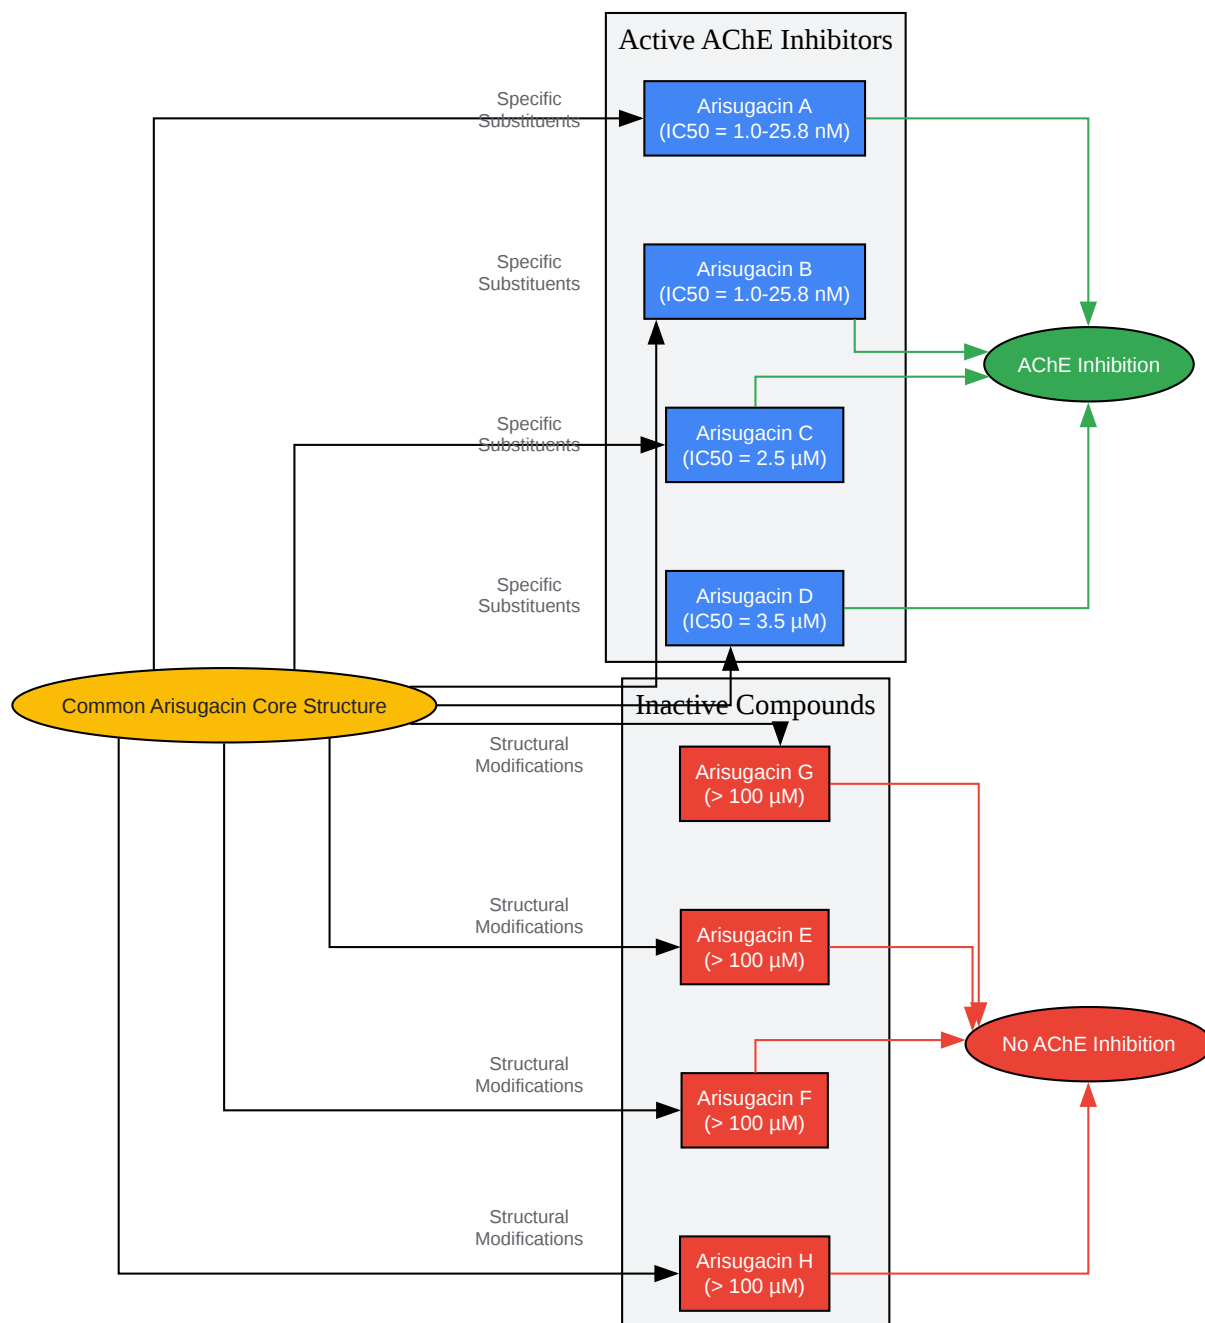 Active AChE Inhibitors
Specific
Substituents
Arisugacin A
(IC50 = 1.0-25.8 nM)
Specific
Substituents
Arisugacin B
(IC50 = 1.0-25.8 nM)
AChE Inhibition
Specific
Substituents
Arisugacin C
(IC50 = 2.5 µM)
Specific
Substituents
Arisugacin D
(IC50 = 3.5 µM)
Common Arisugacin Core Structure
Inactive Compounds
Structural
Modifications
Arisugacin G
(> 100 µM)
Structural
Modifications
Arisugacin E
(> 100 µM)
No AChE Inhibition
Structural
Modifications
Arisugacin F
(> 100 µM)
Structural
Modifications
Arisugacin H
(> 100 µM)